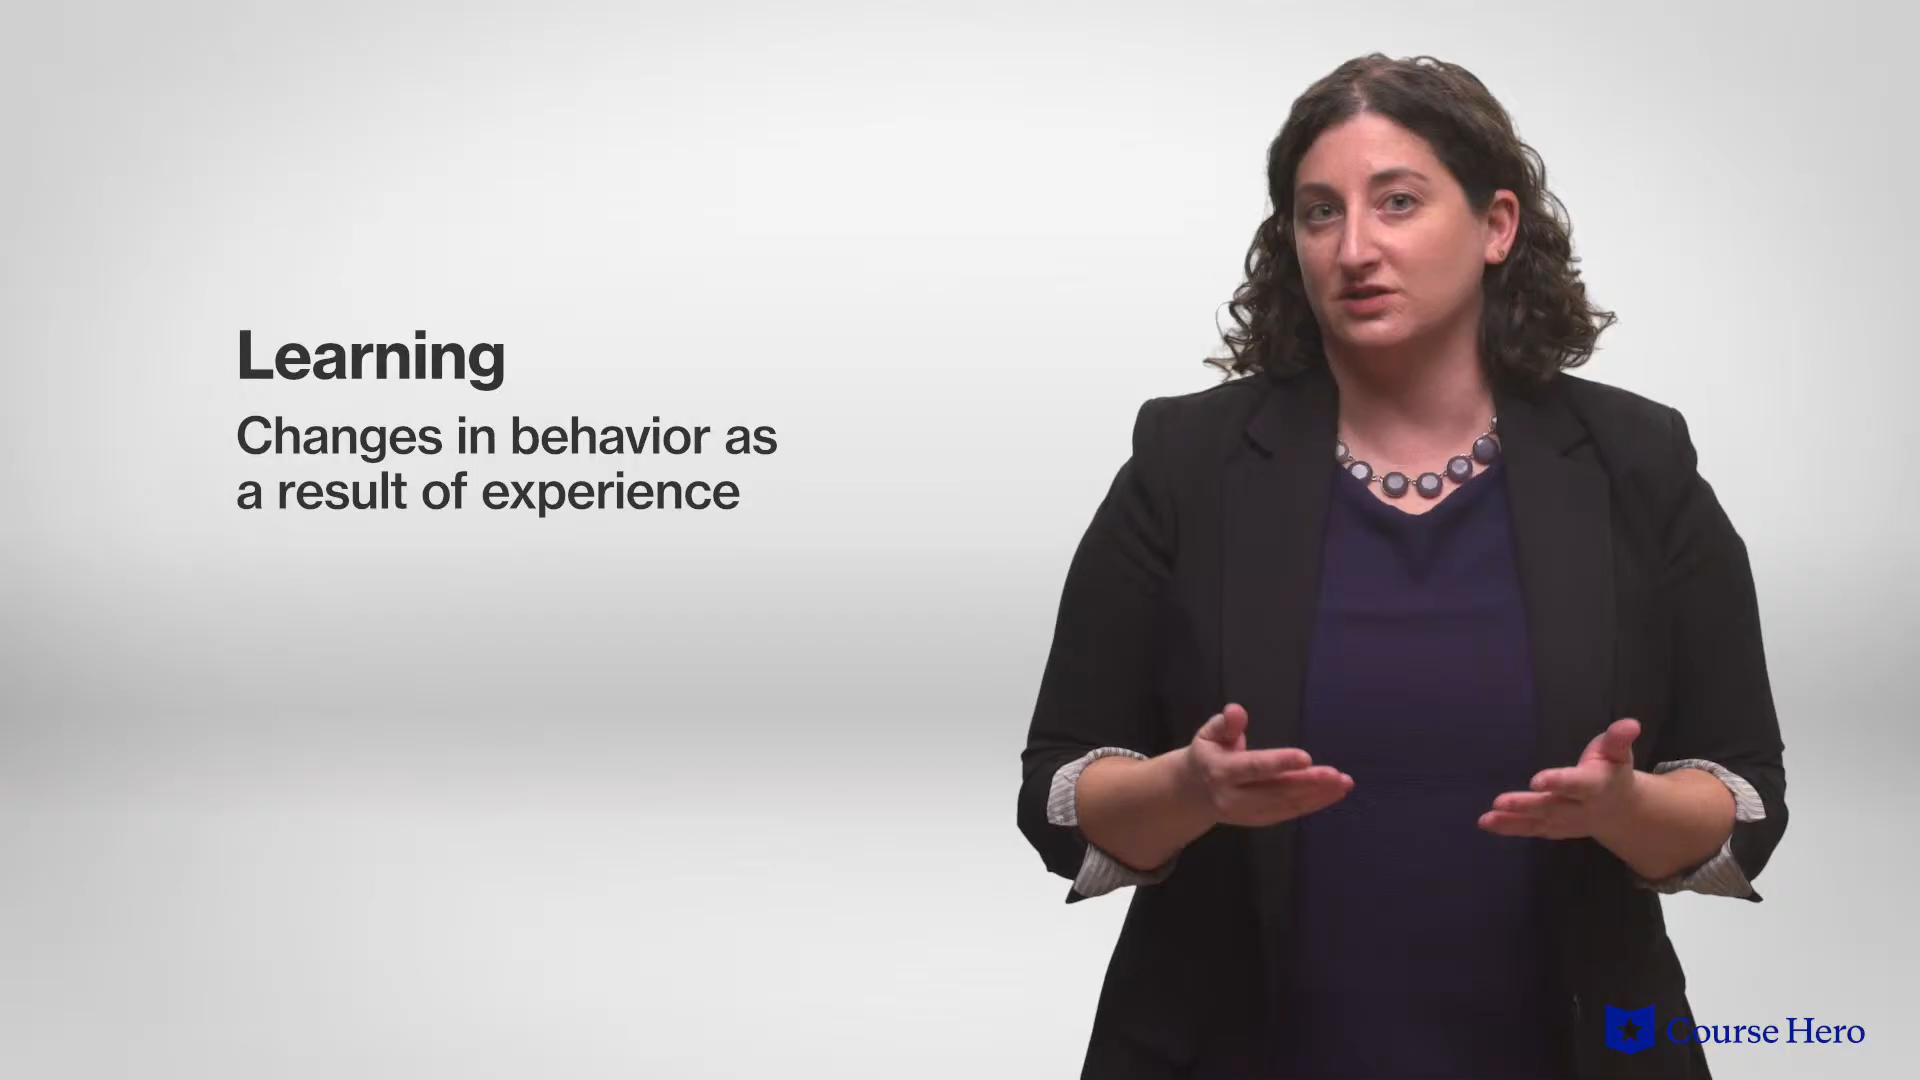 Learning
Changes in behavior as
a result of experience
Course Hero